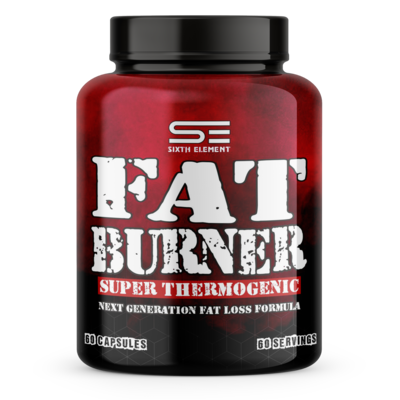 SE
SIXTH ELEMENT
FAT
BURNER
SUPER THERMOGENIC
NEXT GENERATION FAT LOSS FORMULA
60 CAPSULES 60 SERVINGS